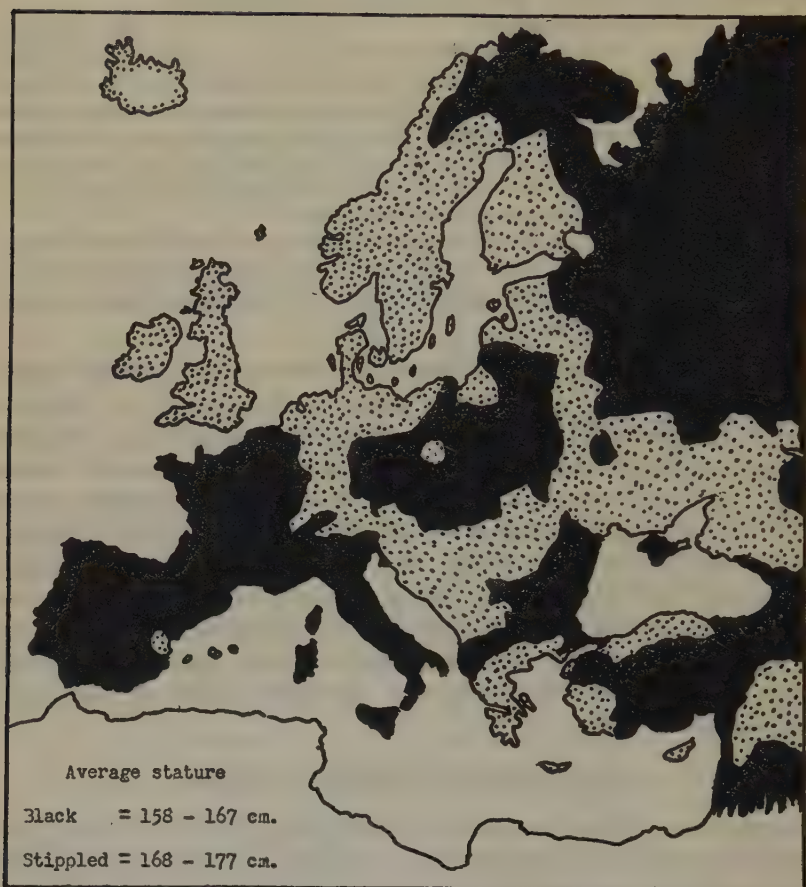 Average stature
Black = 158 - 167 cm.
Stippled = 168 - 177 cm.